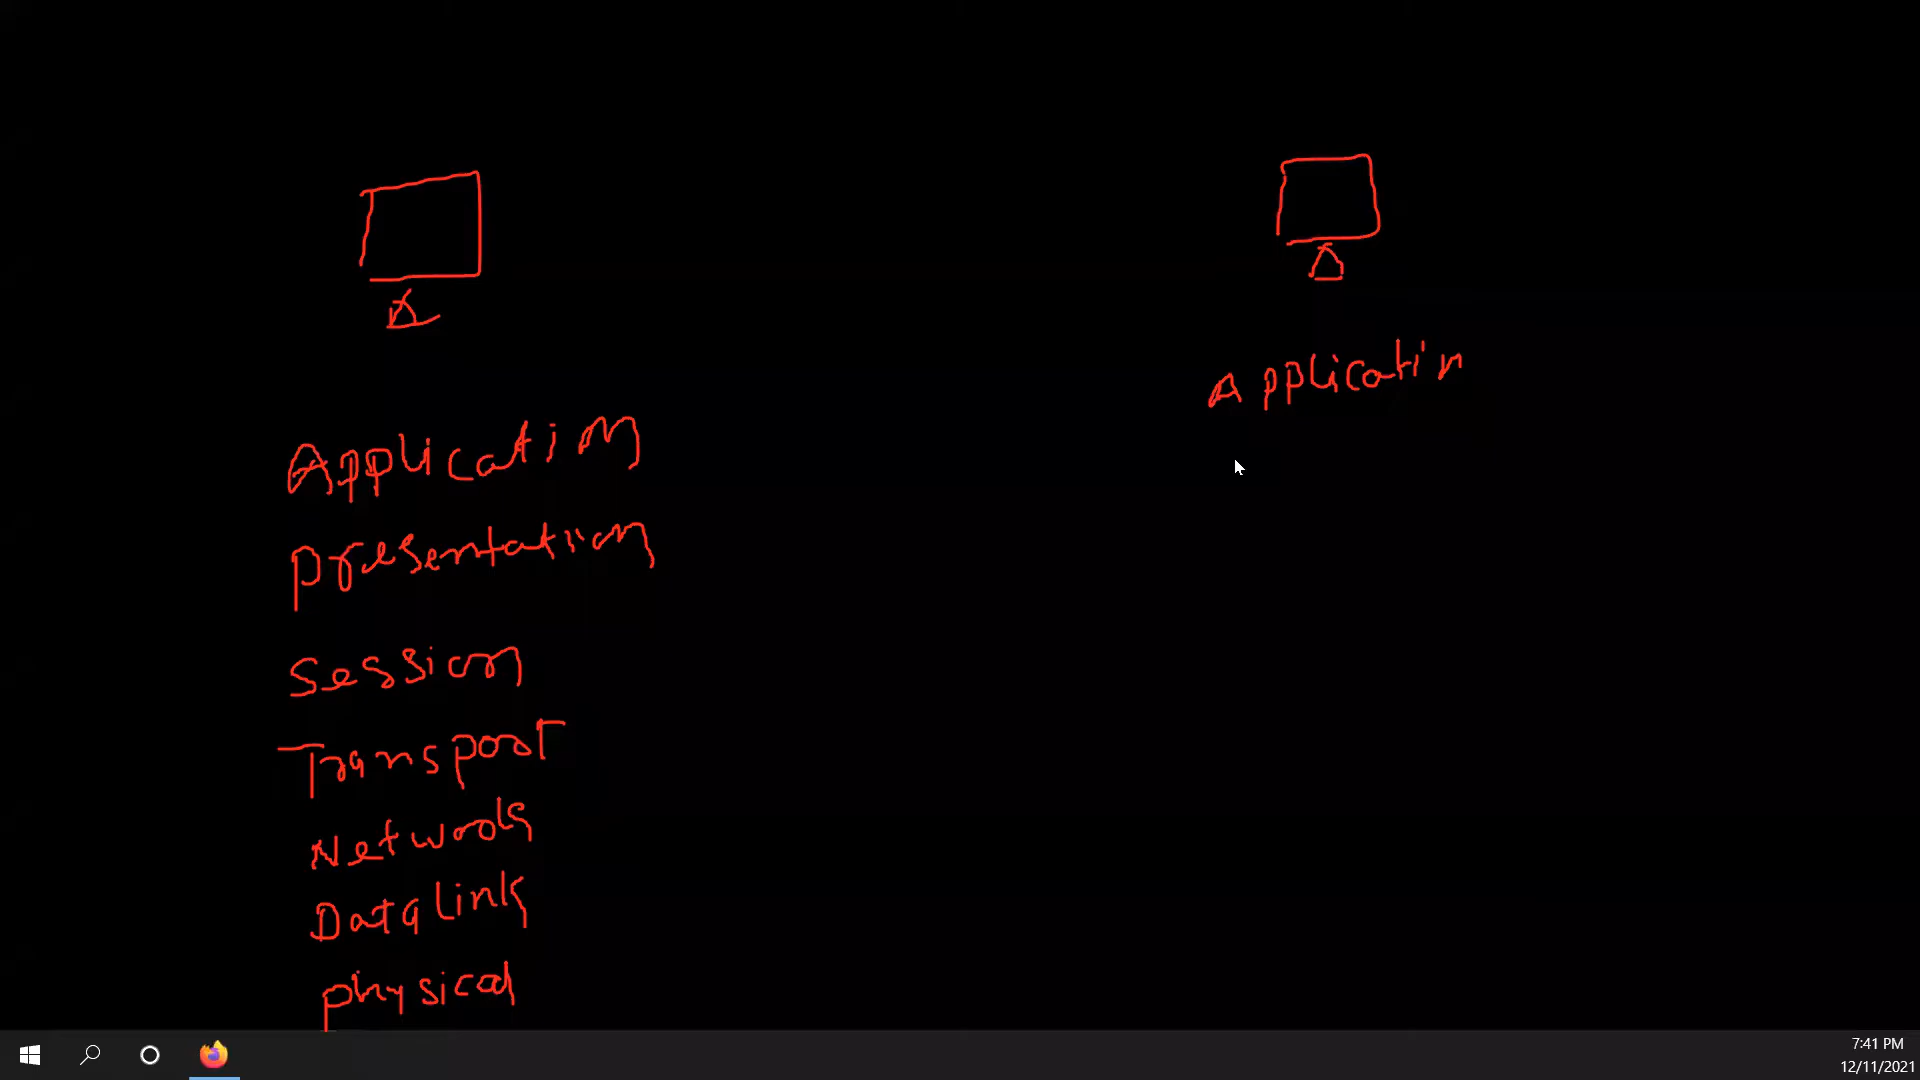 Application
Application
presentation
Session
Transport
Network
Data link
physical
7:41 PM
12/11/2021